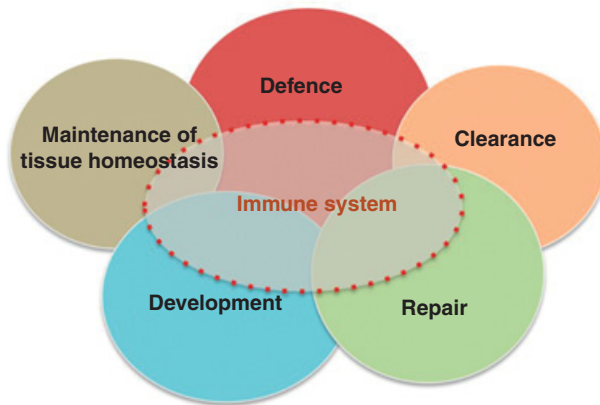 Defence
Maintenance of
tissue homeostasis
Clearance
Immune system
Development
Repair